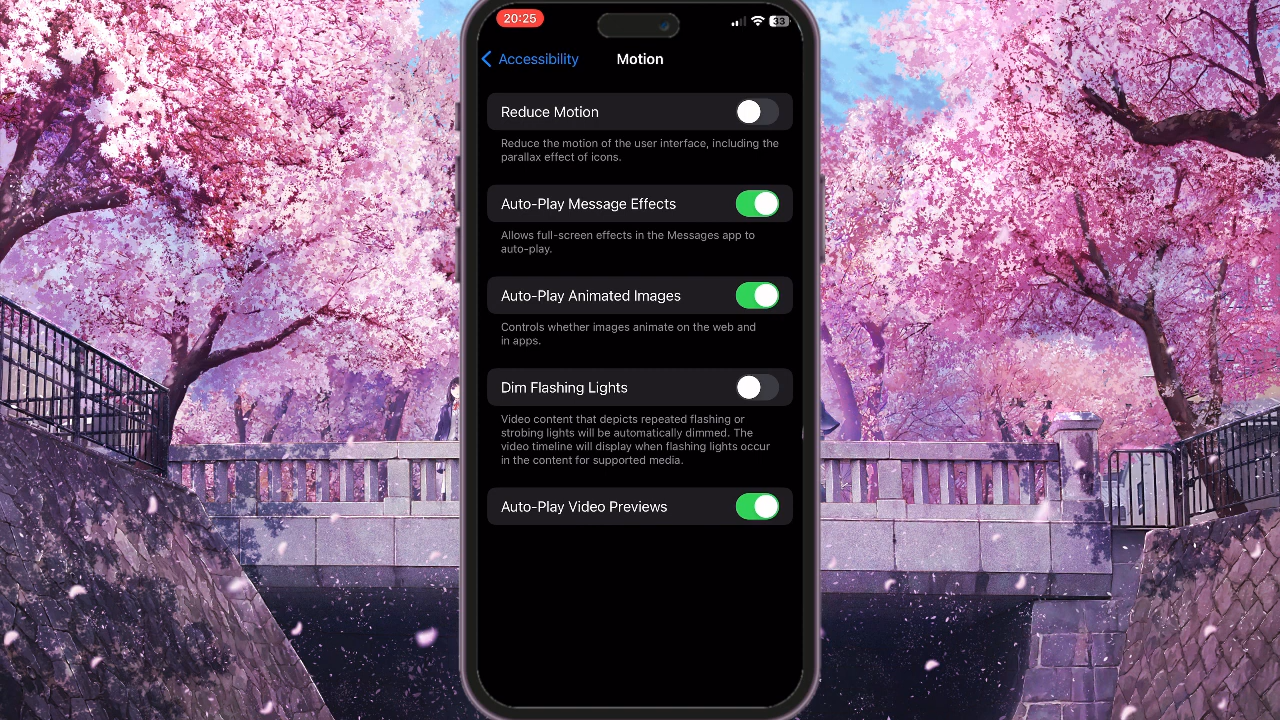 20:25
33
Accessibility
Motion
Reduce Motion
Reduce the motion of the user interface, including the
parallax effect of icons.
Auto-Play Message Effects
Allows full-screen effects in the Messages app to
auto-play.
Auto-Play Animated Images
Controls whether images animate on the web and
in apps.
Dim Flashing Lights
Video content that depicts repeated flashing or
strobing lights will be automatically dimmed. The
video timeline will display when flashing lights occur
in the content for supported media.
Auto-Play Video Previews